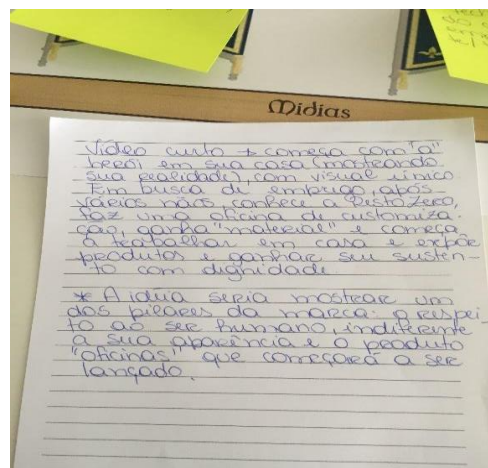 Mídias
Vídeo curto → começa com "a"
herói em sua casa (mostrando
sua realidade), com visual único
Em busca de emprego, após
vários nãos, conhece a RestoZero,
faz uma oficina de customiza-
ção, ganha "material" e começa
a trabalhar em casa e expõe
produtos e ganhar seu susten-
to com dignidade
* A idéia seria mostrar um
dos pilares da marca: o respei-
to ao ser humano, indiferente
a sua aparência e o produto
"oficinas" que começará a ser
lançado.